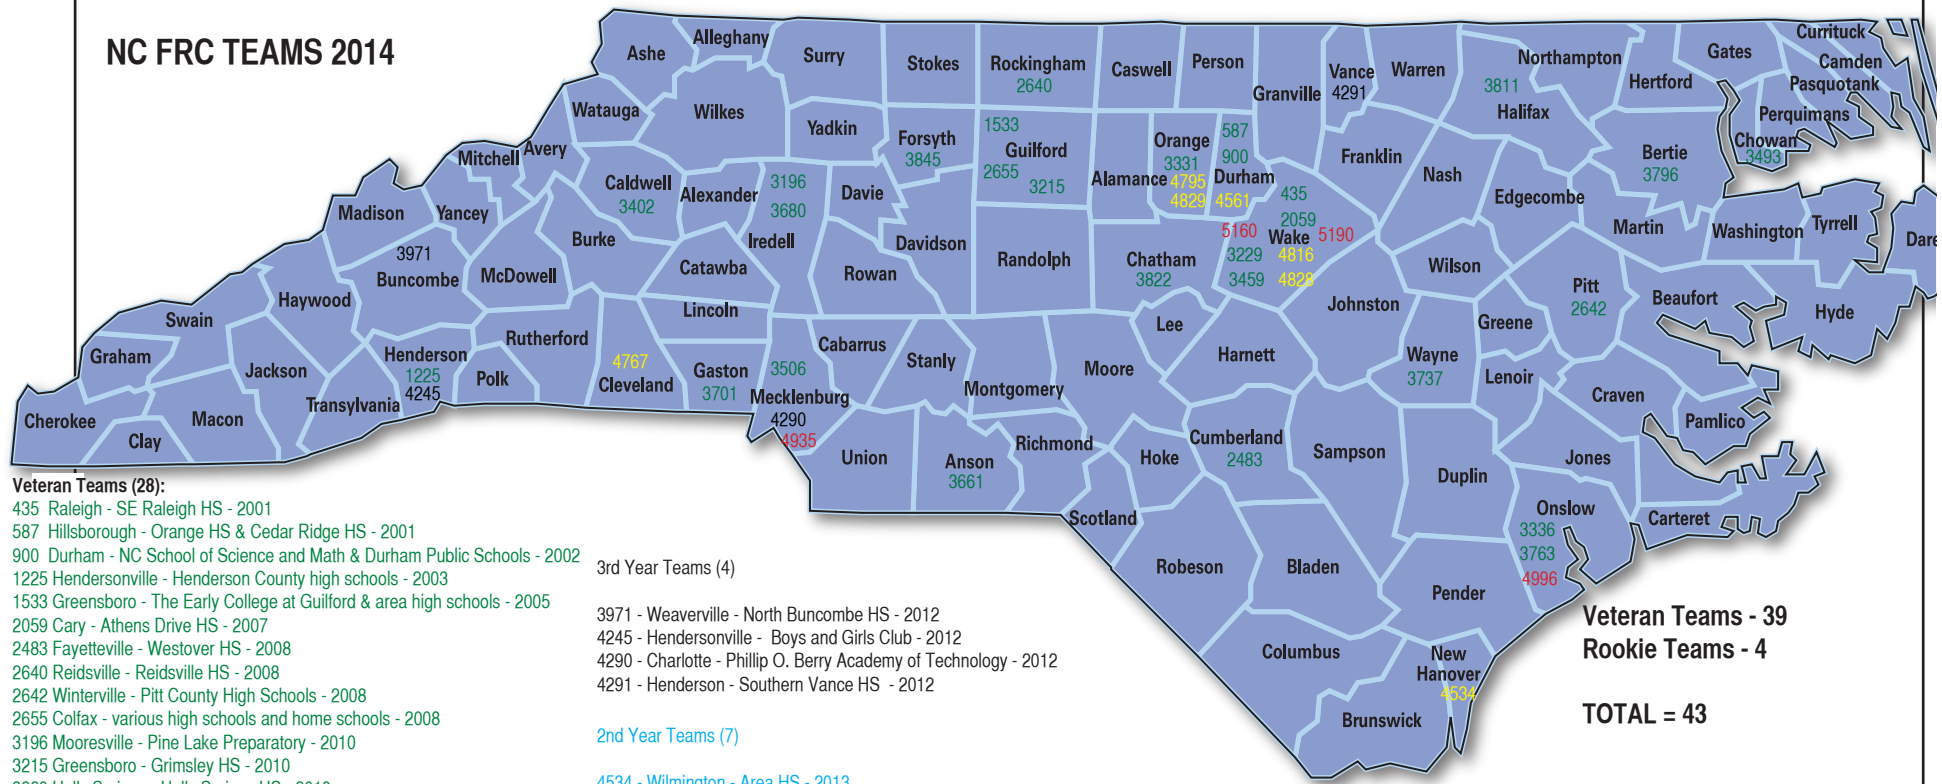 NC FRC TEAMS 2014
Ashe
Alleghany
Surry
Stokes
Rockingham
2640
Caswell
Person
Granville
Vance
4291
Warren
Northampton
3811
Halifax
Hertford
Gates
Currituck
Camden
Pasquotank
Perquimans
Chowan
3493
Watauga
Wilkes
Yadkin
Forsyth
3845
1533
Guilford
2655
3215
Alamance
Orange
3331
4795
4829
587
900
Durham
4561
Franklin
Nash
Edgecombe
Bertie
3796
Martin
Washington
Tyrrell
Dare
Mitchell
Avery
Caldwell
3402
Alexander
3196
3680
Iredell
Davie
Davidson
Randolph
Chatham
3822
435
2059
5160
Wake
5190
3229
4816
3459
4828
Madison
Yancey
3971
Buncombe
McDowell
Burke
Catawba
Rowan
Wilson
Pitt
2642
Beaufort
Hyde
Haywood
Swain
Graham
Jackson
Henderson
1225
4245
Rutherford
Polk
4767
Cleveland
Lincoln
Gaston
3701
3506
Mecklenburg
4290
4935
Cabarrus
Stanly
Montgomery
Moore
Lee
Harnett
Johnston
Wayne
3737
Greene
Lenoir
Craven
Pamlico
Cherokee
Clay
Macon
Transylvania
Union
Anson
3661
Richmond
Hoke
Cumberland
2483
Sampson
Duplin
Jones
Onslow
3336
3763
4996
Carteret
Scotland
Robeson
Bladen
Pender
Columbus
New
Hanover
4534
Brunswick
Veteran Teams (28):
435 Raleigh - SE Raleigh HS - 2001
587 Hillsborough - Orange HS & Cedar Ridge HS - 2001
900 Durham - NC School of Science and Math & Durham Public Schools - 2002
1225 Hendersonville - Henderson County high schools - 2003
1533 Greensboro - The Early College at Guilford & area high schools - 2005
2059 Cary - Athens Drive HS - 2007
2483 Fayetteville - Westover HS - 2008
2640 Reidsville - Reidsville HS - 2008
2642 Winterville - Pitt County High Schools - 2008
2655 Colfax - various high schools and home schools - 2008
3196 Mooresville - Pine Lake Preparatory - 2010
3215 Greensboro - Grimsley HS - 2010
3rd Year Teams (4)
3971 - Weaverville - North Buncombe HS - 2012
4245 - Hendersonville - Boys and Girls Club - 2012
4290 - Charlotte - Phillip O. Berry Academy of Technology - 2012
4291 - Henderson - Southern Vance HS - 2012
2nd Year Teams (7)
4534 - Wilmington - Area HS - 2013
Veteran Teams - 39
Rookie Teams - 4
TOTAL = 43